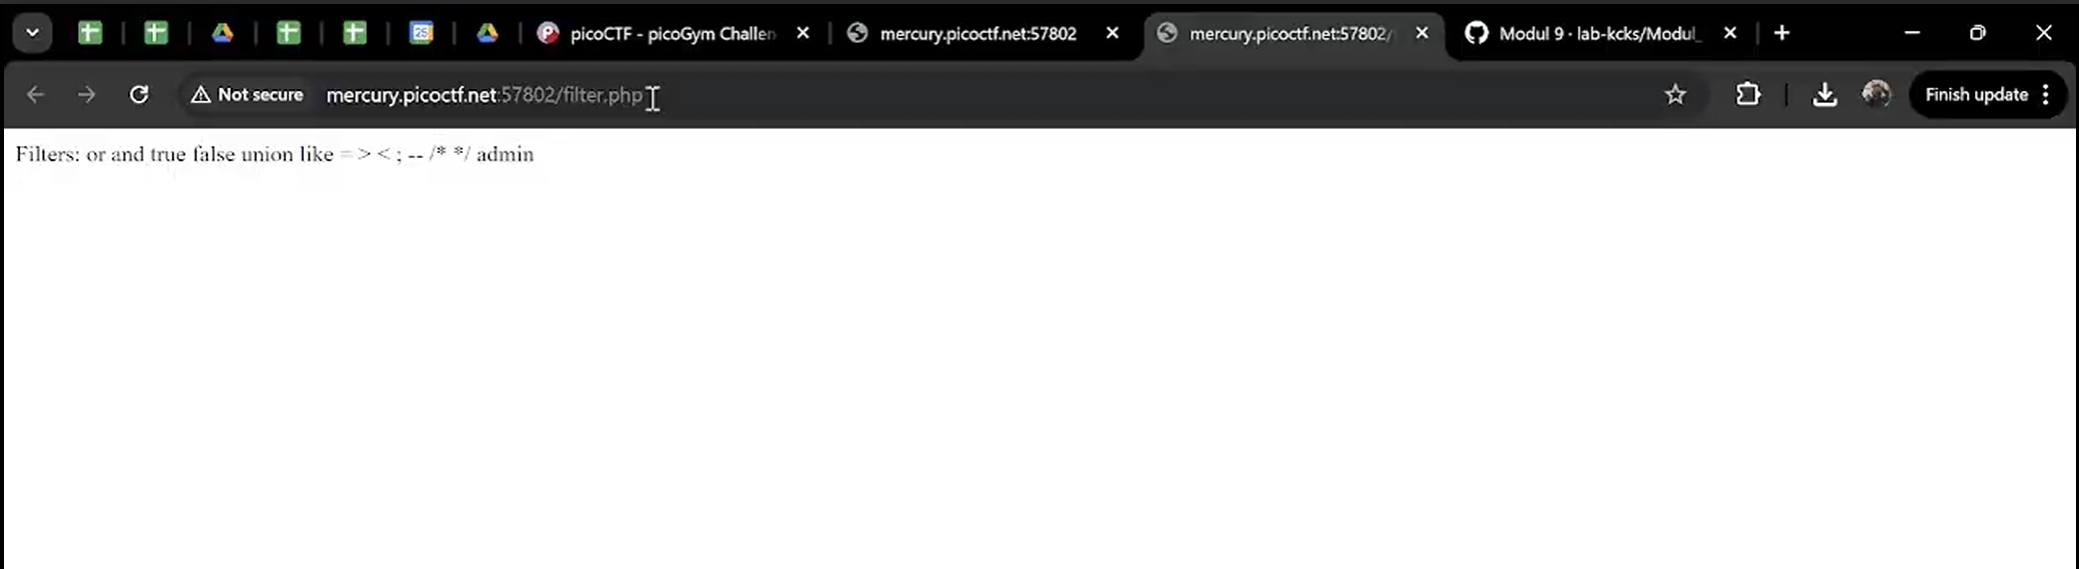 picoCTF - picoGym Challen
mercury.picoctf.net:57802
mercury.picoctf.net:57802/
Modul 9 · lab-kcks/Modul_
Not secure
mercury.picoctf.net:57802/filter.php
Finish update
Filters: or and true false union like = > < ; -- /* */ admin